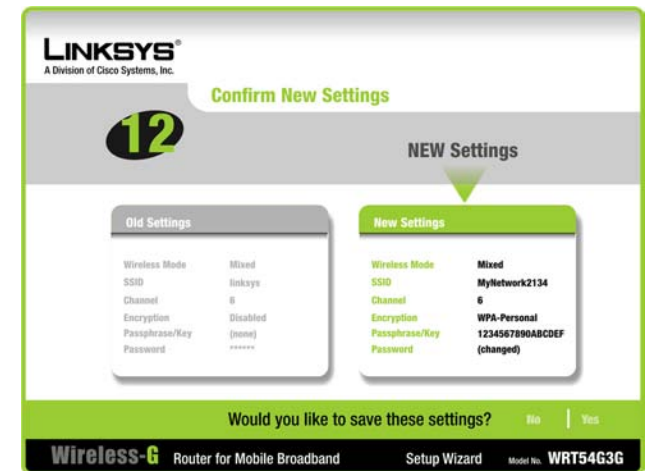 LINKSYS®
A Division of Cisco Systems, Inc.
Confirm New Settings
12
NEW Settings
Old Settings
Wireless Mode Mixed
SSID linksys
Channel 6
Encryption Disabled
Passphrase/Key (none)
Password ******
New Settings
Wireless Mode Mixed
SSID MyNetwork2134
Channel 6
Encryption WPA-Personal
Passphrase/Key 1234567890ABCDEF
Password (changed)
Would you like to save these settings? No Yes
Wireless-G Router for Mobile Broadband Setup Wizard Model No. WRT54G3G